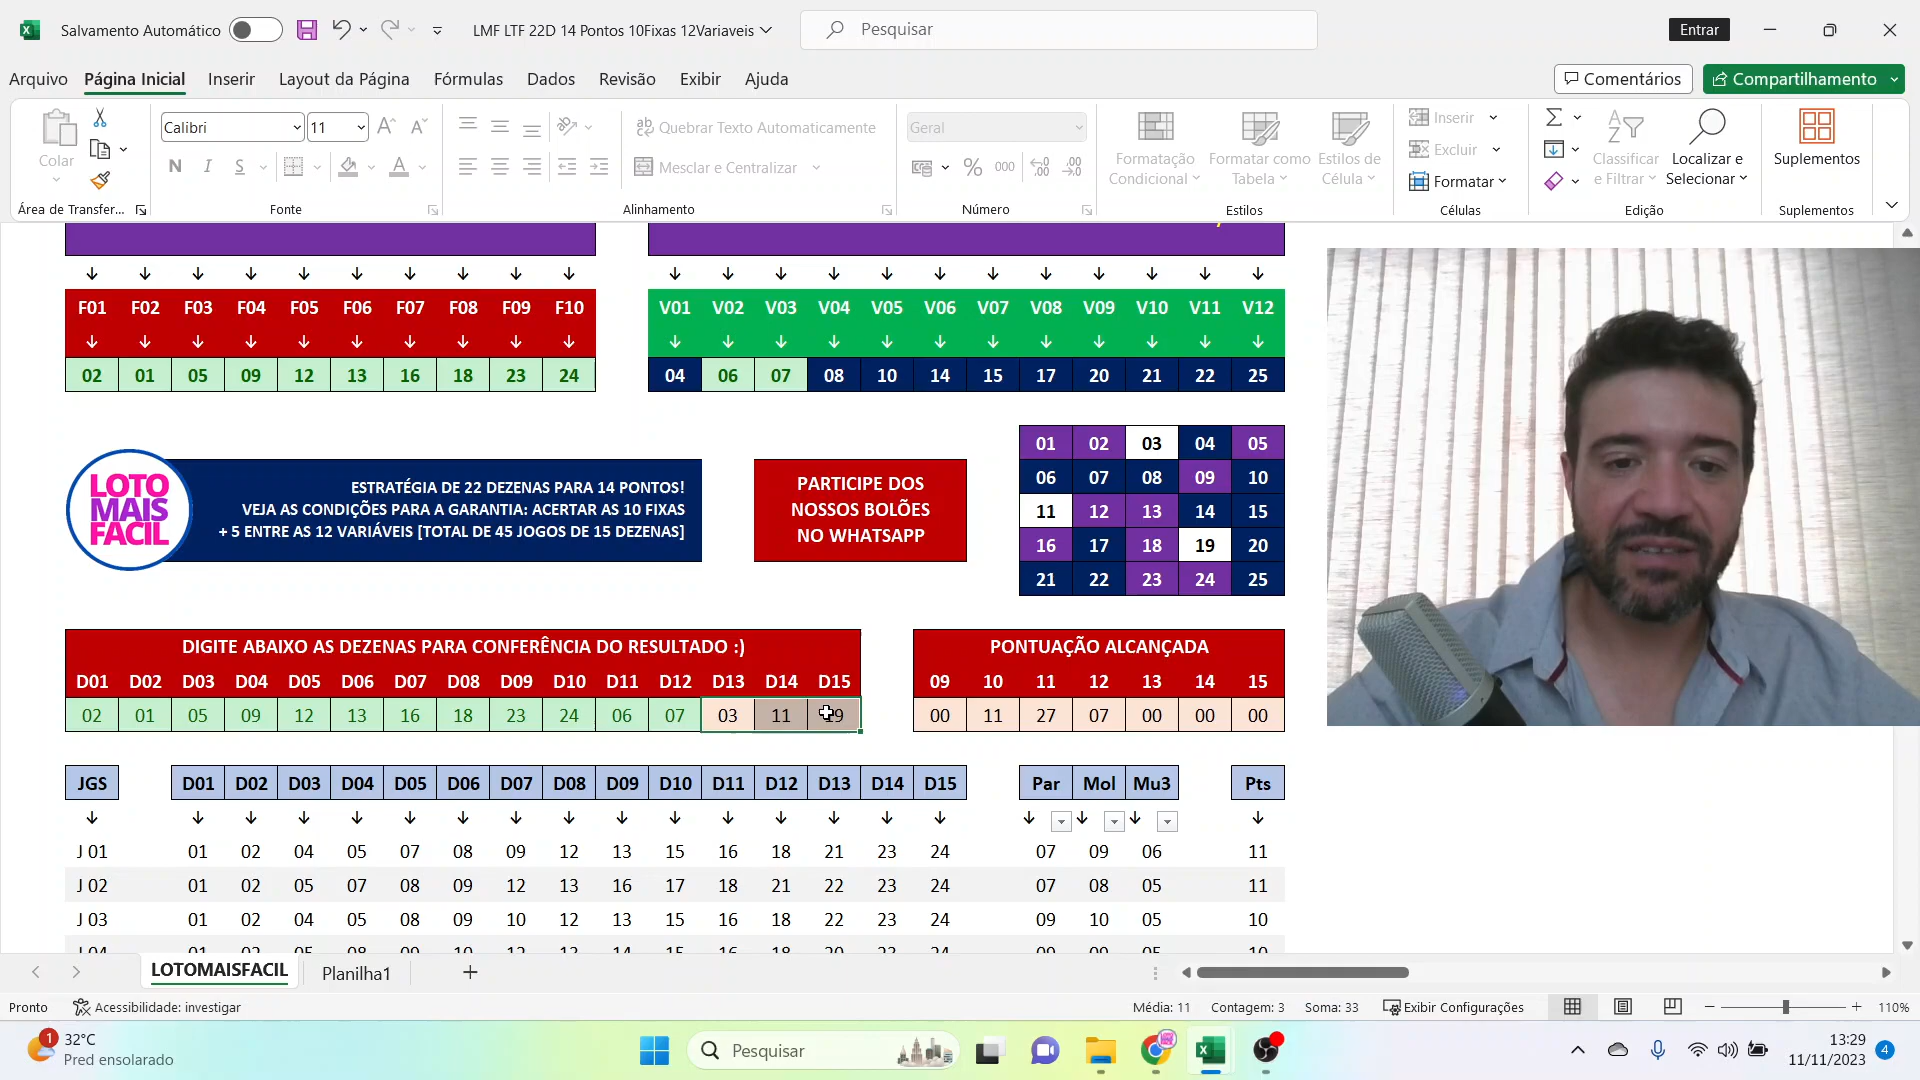 Salvamento Automático
LMF LTF 22D 14 Pontos 10Fixas 12Variaveis
Pesquisar
Entrar
Arquivo Página Inicial Inserir Layout da Página Fórmulas Dados Revisão Exibir Ajuda
Comentários
Compartilhamento
Colar
Calibri 11
N I S
Quebrar Texto Automaticamente
Mesclar e Centralizar
Geral
% 000
Formatação Condicional
Formatar como Tabela
Estilos de Célula
Inserir
Excluir
Formatar
Classificar e Filtrar
Localizar e Selecionar
Suplementos
Área de Transfer... Fonte Alinhamento Número Estilos Células Edição Suplementos
F01 F02 F03 F04 F05 F06 F07 F08 F09 F10
02 01 05 09 12 13 16 18 23 24
V01 V02 V03 V04 V05 V06 V07 V08 V09 V10 V11 V12
04 06 07 08 10 14 15 17 20 21 22 25
LOTO
MAIS
FACIL
ESTRATÉGIA DE 22 DEZENAS PARA 14 PONTOS!
VEJA AS CONDIÇÕES PARA A GARANTIA: ACERTAR AS 10 FIXAS
+ 5 ENTRE AS 12 VARIÁVEIS [TOTAL DE 45 JOGOS DE 15 DEZENAS]
PARTICIPE DOS
NOSSOS BOLÕES
NO WHATSAPP
01 02 03 04 05
06 07 08 09 10
11 12 13 14 15
16 17 18 19 20
21 22 23 24 25
DIGITE ABAIXO AS DEZENAS PARA CONFERÊNCIA DO RESULTADO :)
D01 D02 D03 D04 D05 D06 D07 D08 D09 D10 D11 D12 D13 D14 D15
02 01 05 09 12 13 16 18 23 24 06 07 03 11 19
PONTUAÇÃO ALCANÇADA
09 10 11 12 13 14 15
00 11 27 07 00 00 00
JGS D01 D02 D03 D04 D05 D06 D07 D08 D09 D10 D11 D12 D13 D14 D15 Par Mol Mu3 Pts
J 01 01 02 04 05 07 08 09 12 13 15 16 18 21 23 24 07 09 06 11
J 02 01 02 05 07 08 09 12 13 16 17 18 21 22 23 24 07 08 05 11
J 03 01 02 04 05 08 09 10 12 13 15 16 18 22 23 24 09 10 05 10
LOTOMAISFACIL Planilha1
Pronto
Acessibilidade: investigar
Média: 11 Contagem: 3 Soma: 33
Exibir Configurações
110%
1
32°C
Pred ensolarado
Pesquisar
13:29
11/11/2023
4